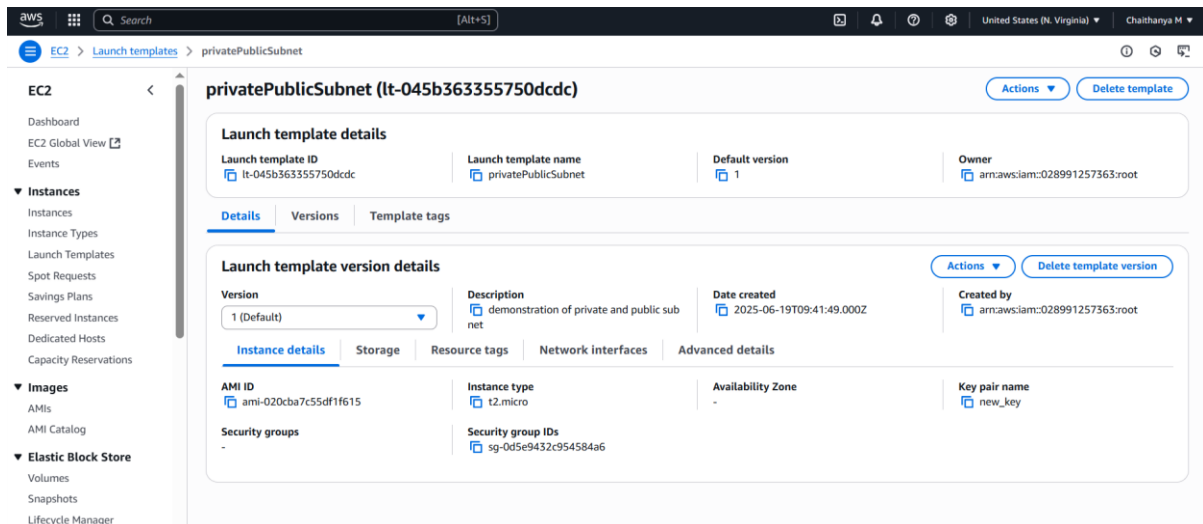 aws
Search
[Alt+S]
United States (N. Virginia)
Chaithanya M
EC2 > Launch templates > privatePublicSubnet
EC2
Dashboard
EC2 Global View
Events
Instances
Instances
Instance Types
Launch Templates
Spot Requests
Savings Plans
Reserved Instances
Dedicated Hosts
Capacity Reservations
Images
AMIs
AMI Catalog
Elastic Block Store
Volumes
Snapshots
Lifecycle Manager
privatePublicSubnet (lt-045b363355750dcdc)
Actions
Delete template
Launch template details
Launch template ID
lt-045b363355750dcdc
Launch template name
privatePublicSubnet
Default version
1
Owner
arn:aws:iam::028991257363:root
Details
Versions
Template tags
Launch template version details
Actions
Delete template version
Version
1 (Default)
Description
demonstration of private and public sub
net
Date created
2025-06-19T09:41:49.000Z
Created by
arn:aws:iam::028991257363:root
Instance details
Storage
Resource tags
Network interfaces
Advanced details
AMI ID
ami-020cba7c55df1f615
Instance type
t2.micro
Availability Zone
-
Key pair name
new_key
Security groups
-
Security group IDs
sg-0d5e9432c954584a6